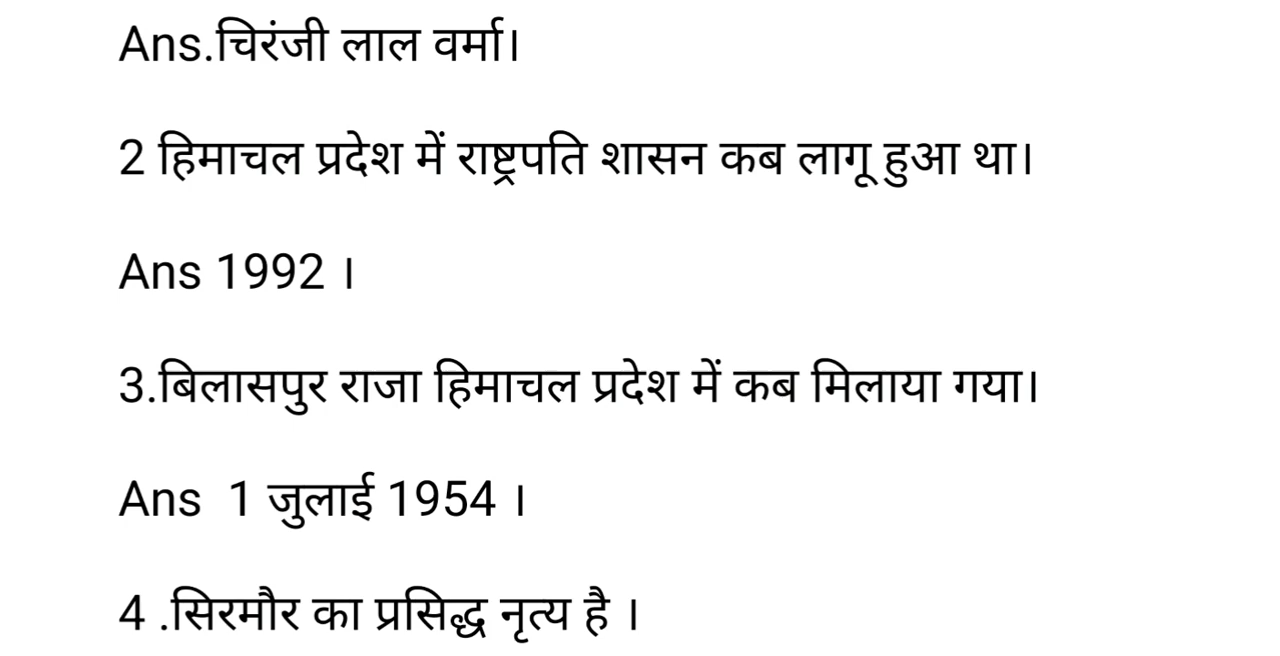 Ans.चिरंजी लाल वर्मा।
2 हिमाचल प्रदेश में राष्ट्रपति शासन कब लागू हुआ था।
Ans 1992 ।
3.बिलासपुर राजा हिमाचल प्रदेश में कब मिलाया गया।
Ans 1 जुलाई 1954 ।
4 .सिरमौर का प्रसिद्ध नृत्य है ।